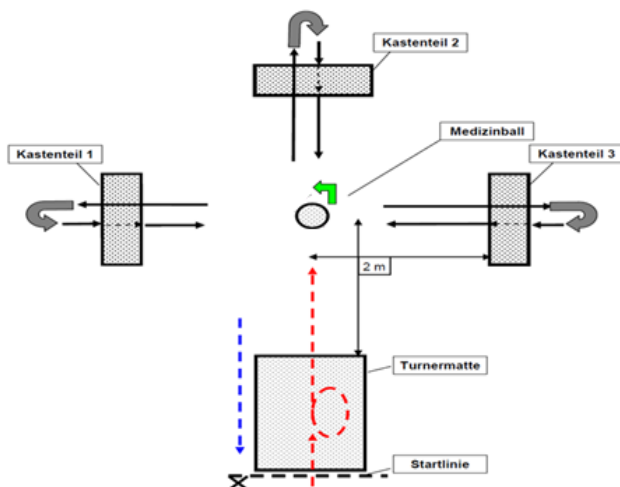 Kastenteil 2
Medizinball
Kastenteil 1
Kastenteil 3
2 m
Turnermatte
Startlinie
X